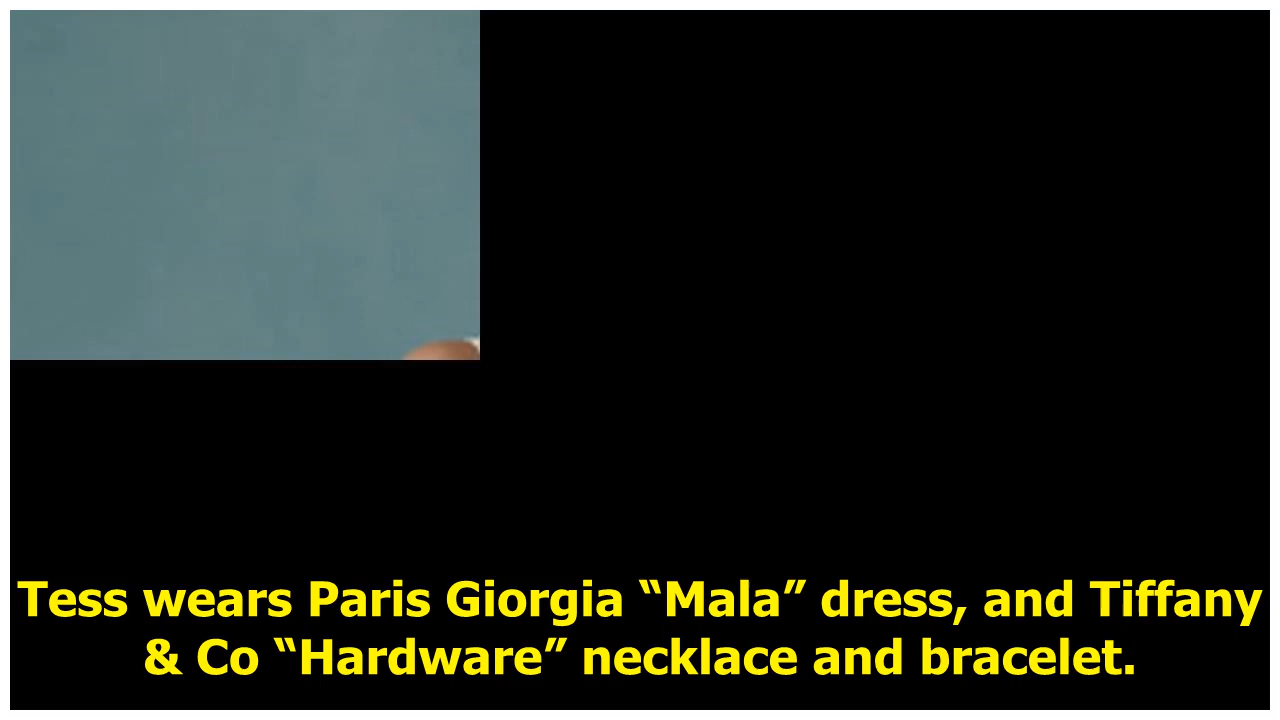 Tess wears Paris Giorgia “Mala” dress, and Tiffany
& Co “Hardware” necklace and bracelet.